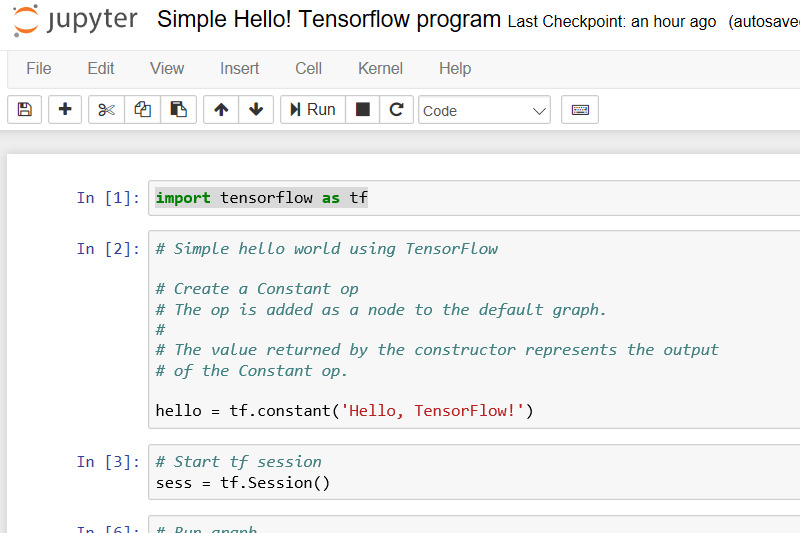 jupyter Simple Hello! Tensorflow program Last Checkpoint: an hour ago (autosave
File Edit View Insert Cell Kernel Help
Run Code
In [1]: import tensorflow as tf
In [2]: # Simple hello world using TensorFlow
# Create a Constant op
# The op is added as a node to the default graph.
#
# The value returned by the constructor represents the output
# of the Constant op.
hello = tf.constant('Hello, TensorFlow!')
In [3]: # Start tf session
sess = tf.Session()
In [6]: # Run graph